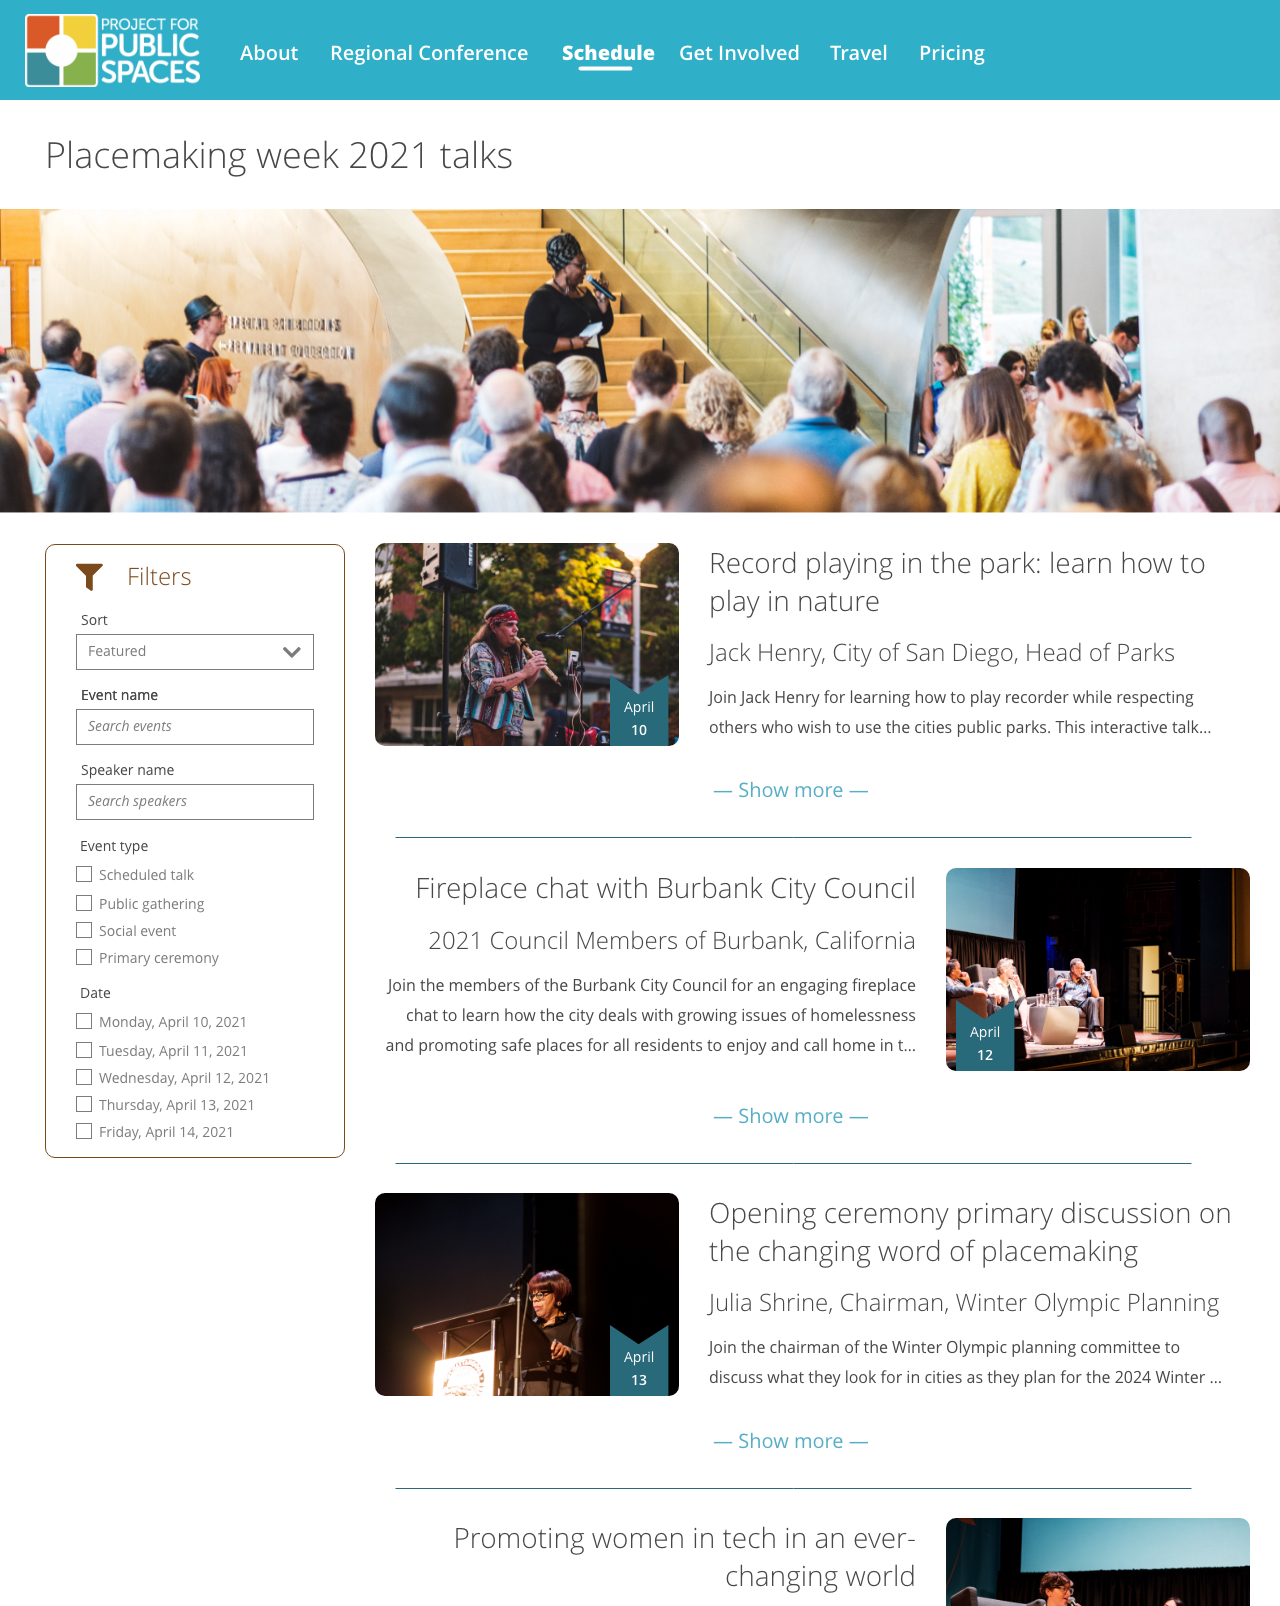 PROJECT FOR
PUBLIC
SPACES
About Regional Conference Schedule Get Involved Travel Pricing
Placemaking week 2021 talks
Filters
Sort
Featured
Event name
Search events
Speaker name
Search speakers
Event type
Scheduled talk
Public gathering
Social event
Primary ceremony
Date
Monday, April 10, 2021
Tuesday, April 11, 2021
Wednesday, April 12, 2021
Thursday, April 13, 2021
Friday, April 14, 2021
April
10
Record playing in the park: learn how to
play in nature
Jack Henry, City of San Diego, Head of Parks
Join Jack Henry for learning how to play recorder while respecting
others who wish to use the cities public parks. This interactive talk...
— Show more —
Fireplace chat with Burbank City Council
2021 Council Members of Burbank, California
Join the members of the Burbank City Council for an engaging fireplace
chat to learn how the city deals with growing issues of homelessness
and promoting safe places for all residents to enjoy and call home in t...
April
12
— Show more —
April
13
Opening ceremony primary discussion on
the changing word of placemaking
Julia Shrine, Chairman, Winter Olympic Planning
Join the chairman of the Winter Olympic planning committee to
discuss what they look for in cities as they plan for the 2024 Winter ...
— Show more —
Promoting women in tech in an ever-
changing world